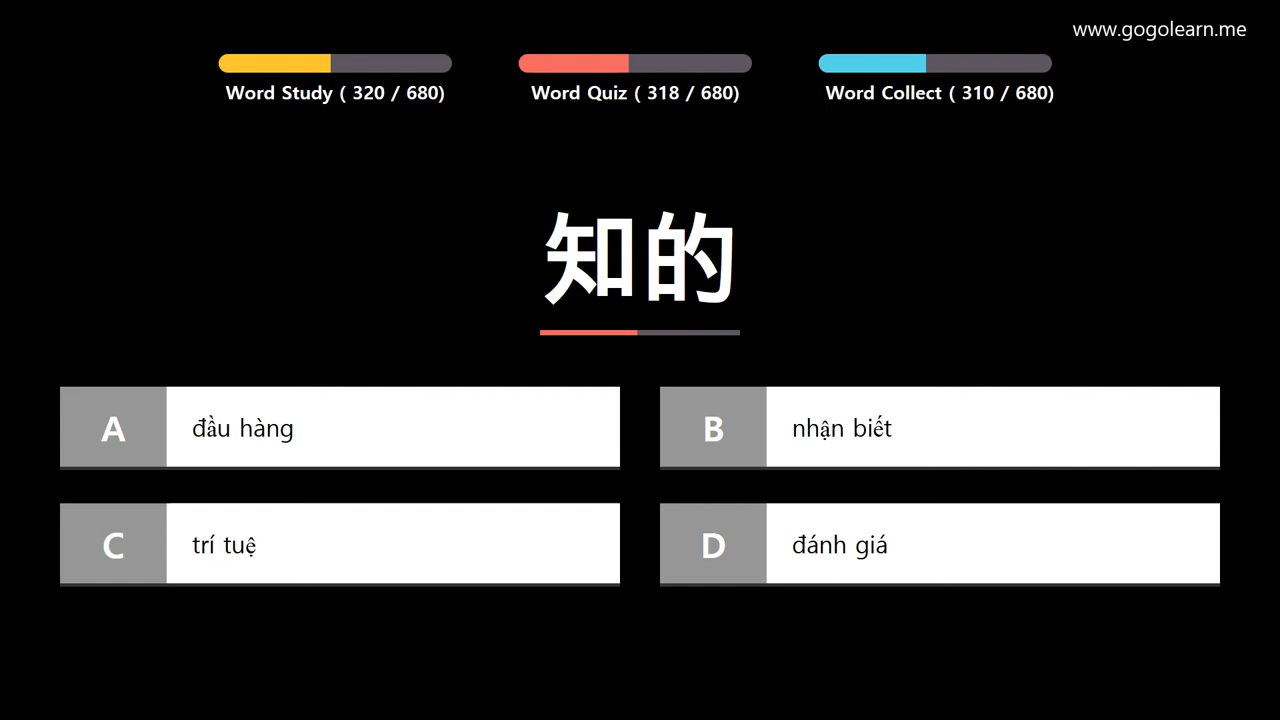 www.gogolearn.me
Word Study ( 320 / 680)
Word Quiz ( 318 / 680)
Word Collect ( 310 / 680)
知的
A
đầu hàng
B
nhận biết
C
trí tuệ
D
đánh giá